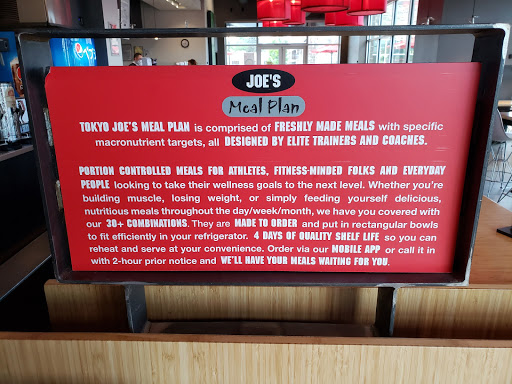 pepsi
JOE'S
Meal Plan
TOKYO JOE'S MEAL PLAN is comprised of FRESHLY MADE MEALS with specific
macronutrient targets, all DESIGNED BY ELITE TRAINERS AND COACHES.
PORTION CONTROLLED MEALS FOR ATHLETES, FITNESS-MINDED FOLKS AND EVERYDAY
PEOPLE looking to take their wellness goals to the next level. Whether you're
building muscle, losing weight, or simply feeding yourself delicious,
nutritious meals throughout the day/week/month, we have you covered with
our 30+ COMBINATIONS. They are MADE TO ORDER and put in rectangular bowls
to fit efficiently in your refrigerator. 4 DAYS OF QUALITY SHELF LIFE so you can
reheat and serve at your convenience. Order via our MOBILE APP or call it in
with 2-hour prior notice and WE'LL HAVE YOUR MEALS WAITING FOR YOU.